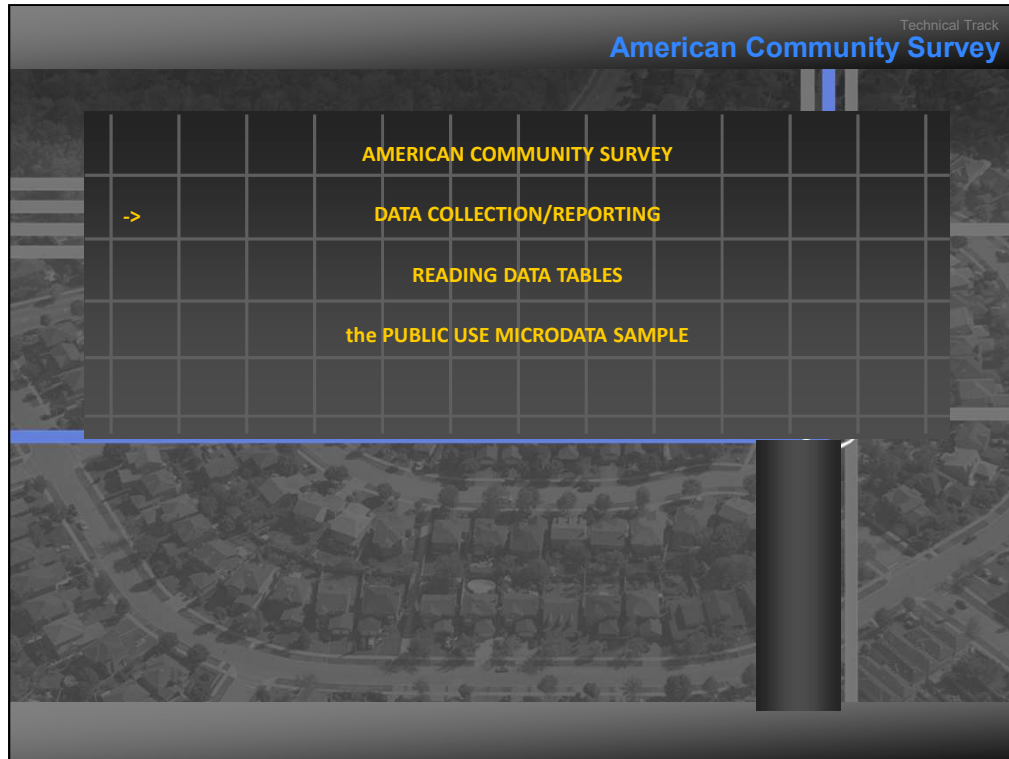 Technical Track
American Community Survey
AMERICAN COMMUNITY SURVEY
-> DATA COLLECTION/REPORTING
READING DATA TABLES
the PUBLIC USE MICRODATA SAMPLE